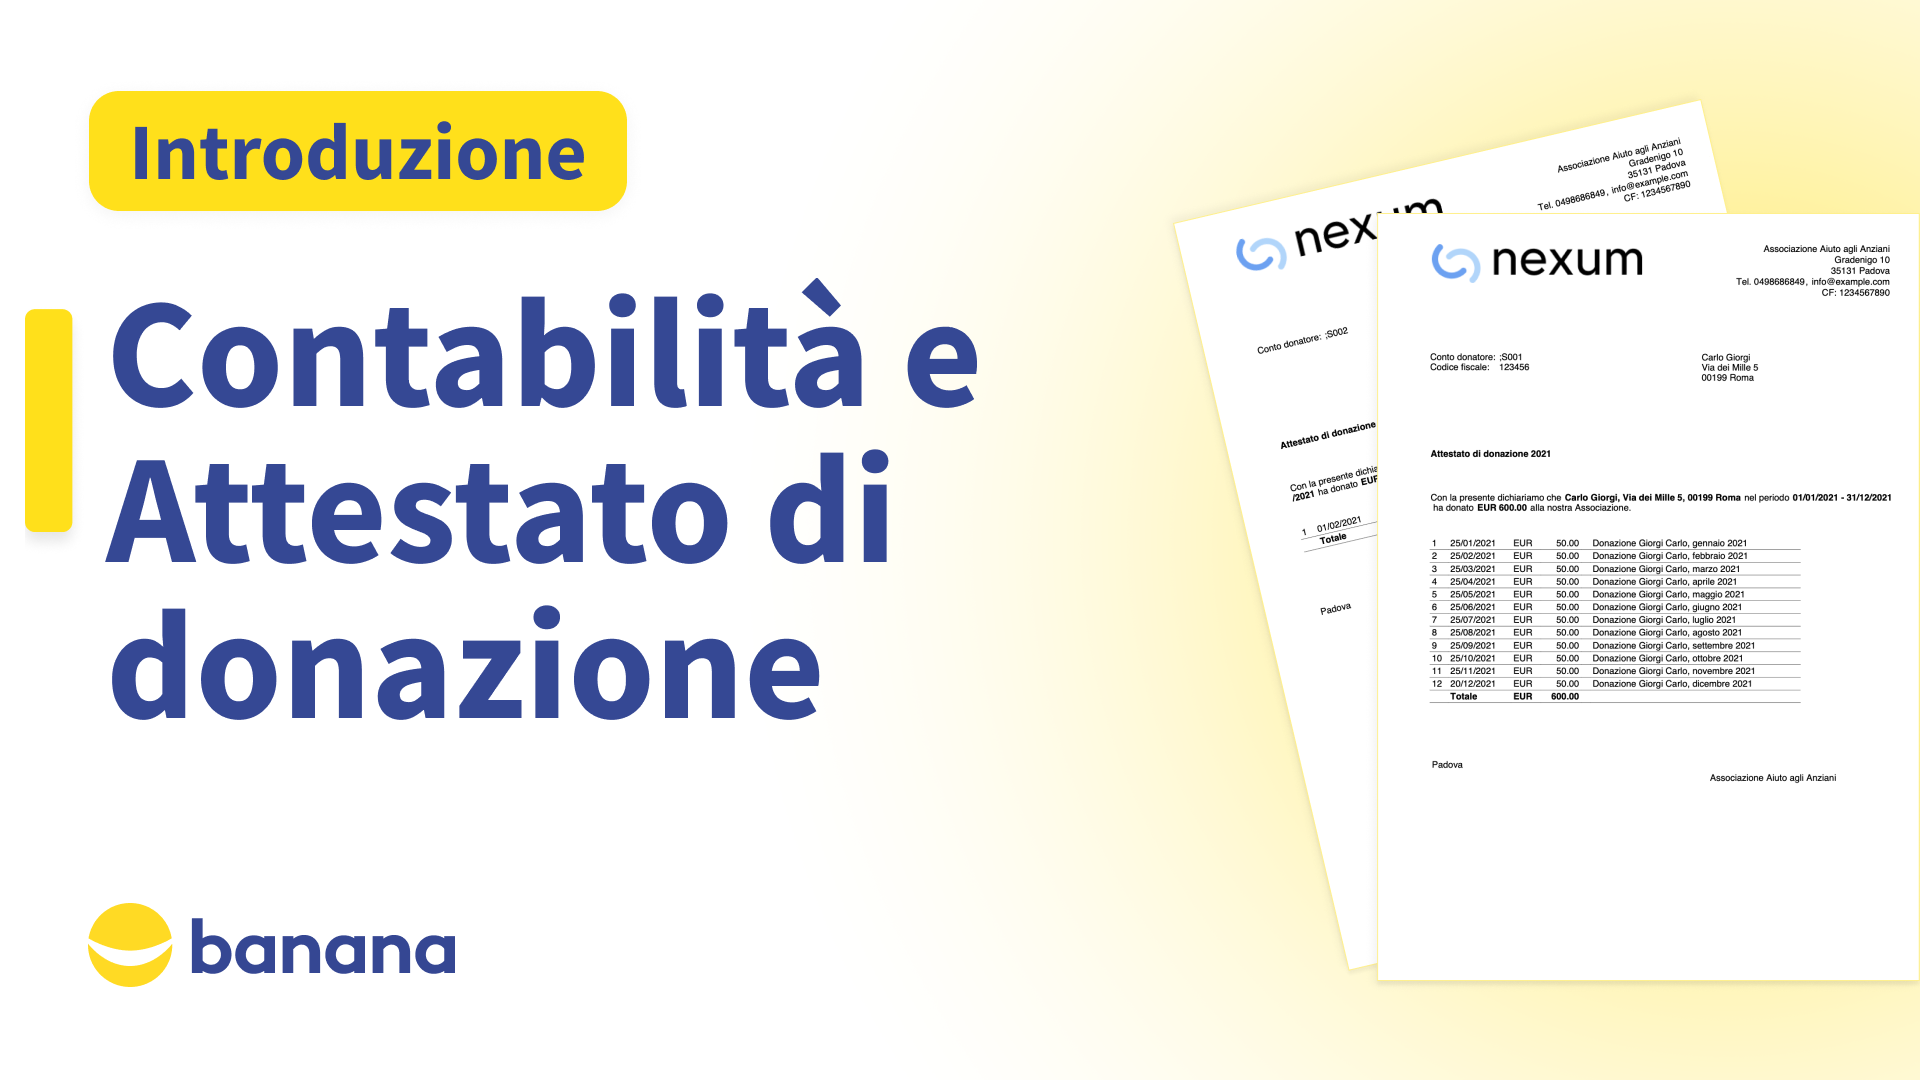 Introduzione
Contabilità e
Attestato di
donazione
banana
nexum
Associazione Aiuto agli Anziani
Gradenigo 10
35131 Padova
Tel. 0498686849, info@example.com
CF: 1234567890
Conto donatore: ;S002
Attestato di donazione
Con la presente
/2021 ha donato EUR
1 01/02/2021
Totale
Padova
nexum
Associazione Aiuto agli Anziani
Gradenigo 10
35131 Padova
Tel. 0498686849, info@example.com
CF: 1234567890
Conto donatore: ;S001
Codice fiscale: 123456
Carlo Giorgi
Via dei Mille 5
00199 Roma
Attestato di donazione 2021
Con la presente dichiariamo che Carlo Giorgi, Via dei Mille 5, 00199 Roma nel periodo 01/01/2021 - 31/12/2021
ha donato EUR 600.00 alla nostra Associazione.
1 25/01/2021 EUR 50.00 Donazione Giorgi Carlo, gennaio 2021
2 25/02/2021 EUR 50.00 Donazione Giorgi Carlo, febbraio 2021
3 25/03/2021 EUR 50.00 Donazione Giorgi Carlo, marzo 2021
4 25/04/2021 EUR 50.00 Donazione Giorgi Carlo, aprile 2021
5 25/05/2021 EUR 50.00 Donazione Giorgi Carlo, maggio 2021
6 25/06/2021 EUR 50.00 Donazione Giorgi Carlo, giugno 2021
7 25/07/2021 EUR 50.00 Donazione Giorgi Carlo, luglio 2021
8 25/08/2021 EUR 50.00 Donazione Giorgi Carlo, agosto 2021
9 25/09/2021 EUR 50.00 Donazione Giorgi Carlo, settembre 2021
10 25/10/2021 EUR 50.00 Donazione Giorgi Carlo, ottobre 2021
11 25/11/2021 EUR 50.00 Donazione Giorgi Carlo, novembre 2021
12 20/12/2021 EUR 50.00 Donazione Giorgi Carlo, dicembre 2021
Totale EUR 600.00
Padova
Associazione Aiuto agli Anziani